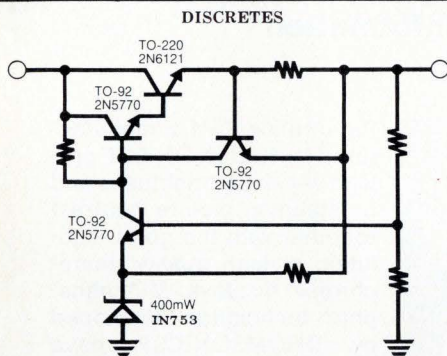 DISCRETES
TO-220
2N6121
TO-92
2N5770
TO-92
2N5770
TO-92
2N5770
400mW
IN753